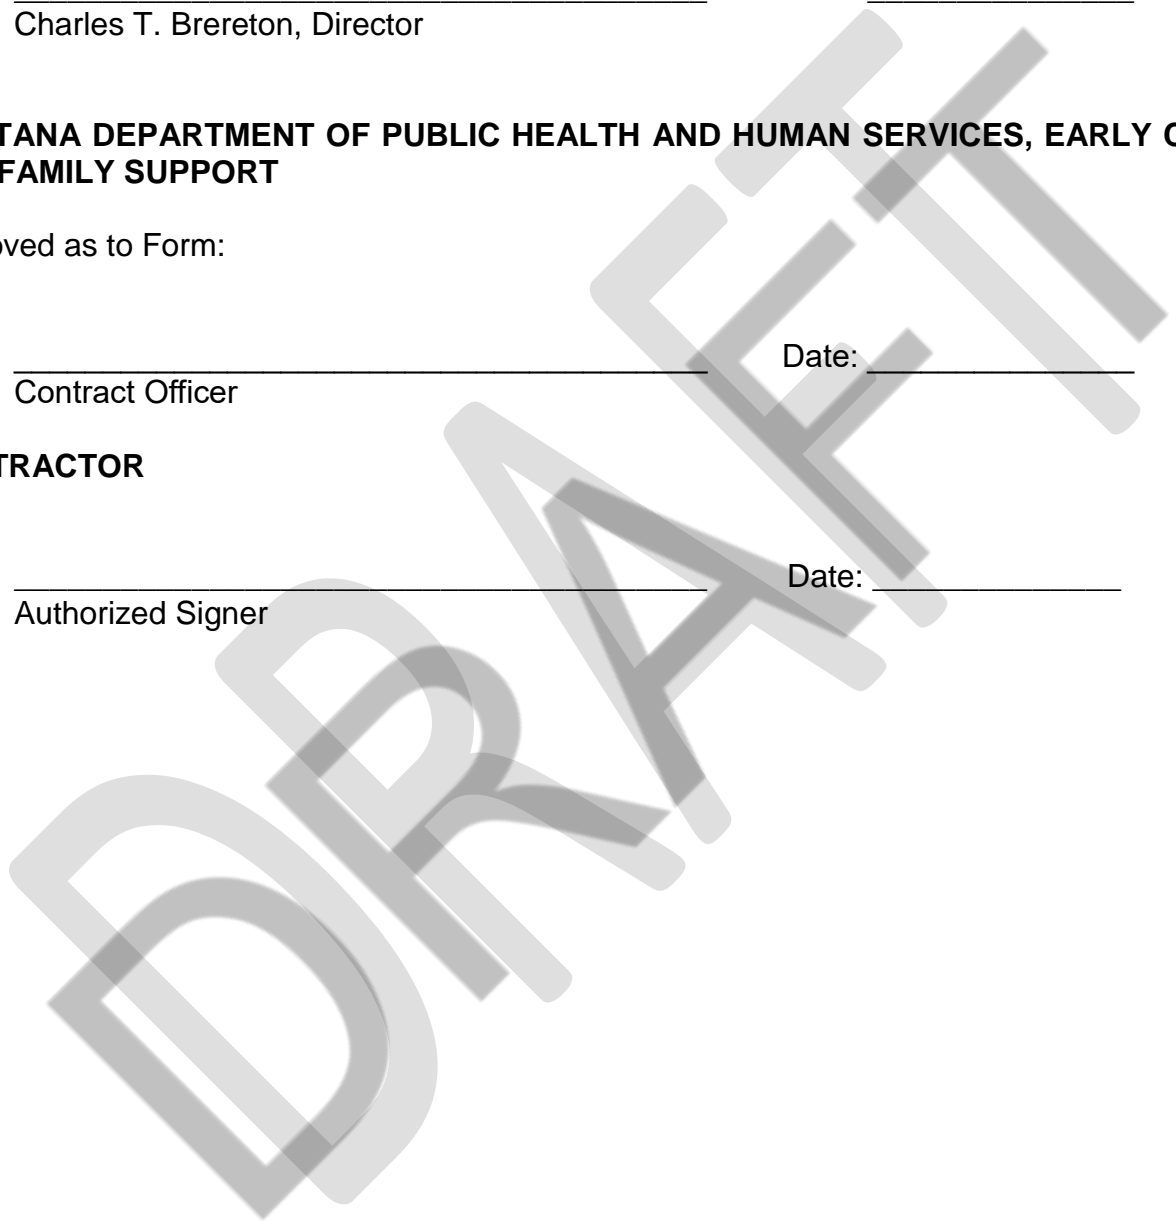 Charles T. Brereton, Director
TANA DEPARTMENT OF PUBLIC HEALTH AND HUMAN SERVICES, EARLY
FAMILY SUPPORT
oved as to Form:
Date:
Contract Officer
TRACTOR
Date:
Authorized Signer
DRAFT